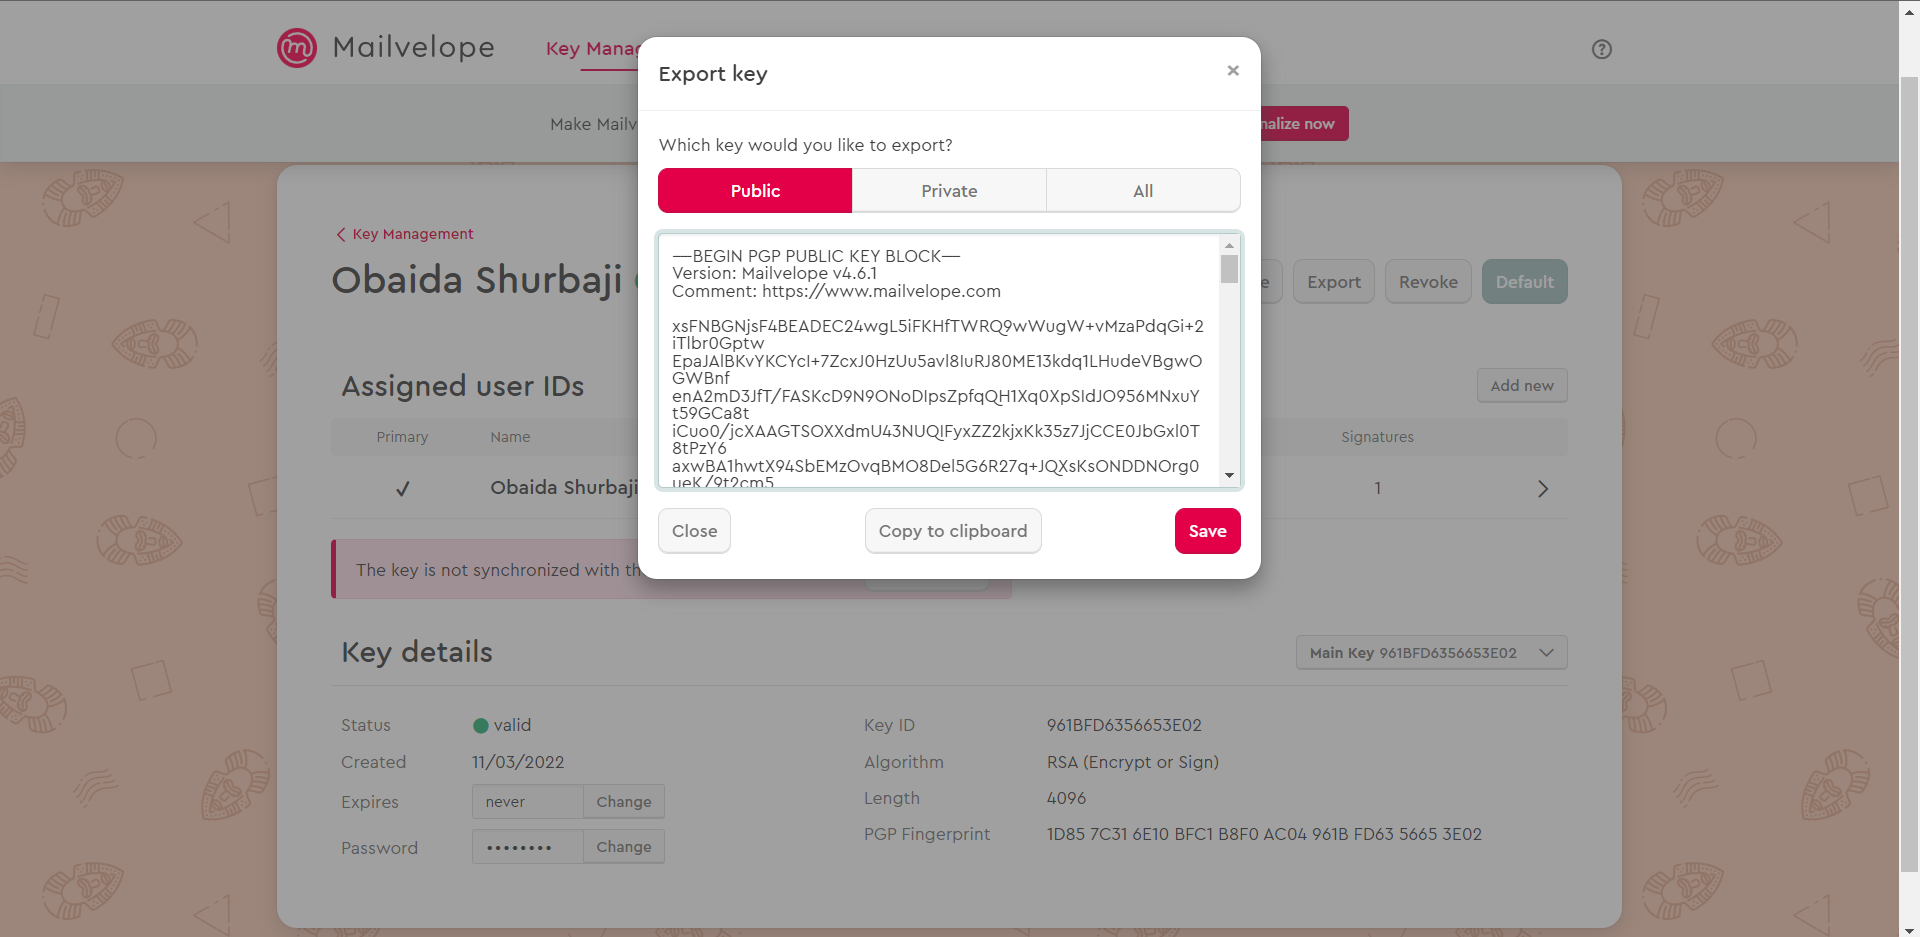 Mailvelope
Key Manag
Make Mailv
nalize now
Export key
×
Which key would you like to export?
Public
Private
All
—BEGIN PGP PUBLIC KEY BLOCK—
Version: Mailvelope v4.6.1
Comment: https://www.mailvelope.com
xsFNBGNjsF4BEADEC24wgL5iFKHfTWRQ9wWugW+vMzaPdqGi+2
iTlbr0Gptw
EpaJAlBKvYKCYcI+7ZcxJ0HzUu5avl8IuRJ80ME13kdq1LHudeVBgwO
GWBnf
enA2mD3JfT/FASKcD9N9ONoDIpsZpfqQH1Xq0XpSIdJO956MNxuY
t59GCa8t
iCuo0/jcXAAGTSOXXdmU43NUQIFyxZZ2kjxKk35z7JjCCE0JbGxl0T
8tPzY6
axwBA1hwtX94SbEMzOvqBMO8Del5G6R27q+JQXsKsONDDNOrg0
ueK/9t2cm5
Close
Copy to clipboard
Save
Key Management
Obaida Shurbaji
e
Export
Revoke
Default
Assigned user IDs
Add new
Primary
Name
Signatures
Obaida Shurbaji
1
The key is not synchronized with th
Key details
Main Key 961BFD6356653E02
Status
valid
Key ID
961BFD6356653E02
Created
11/03/2022
Algorithm
RSA (Encrypt or Sign)
Expires
never
Change
Length
4096
Password
••••••••
Change
PGP Fingerprint
1D85 7C31 6E10 BFC1 B8F0 AC04 961B FD63 5665 3E02